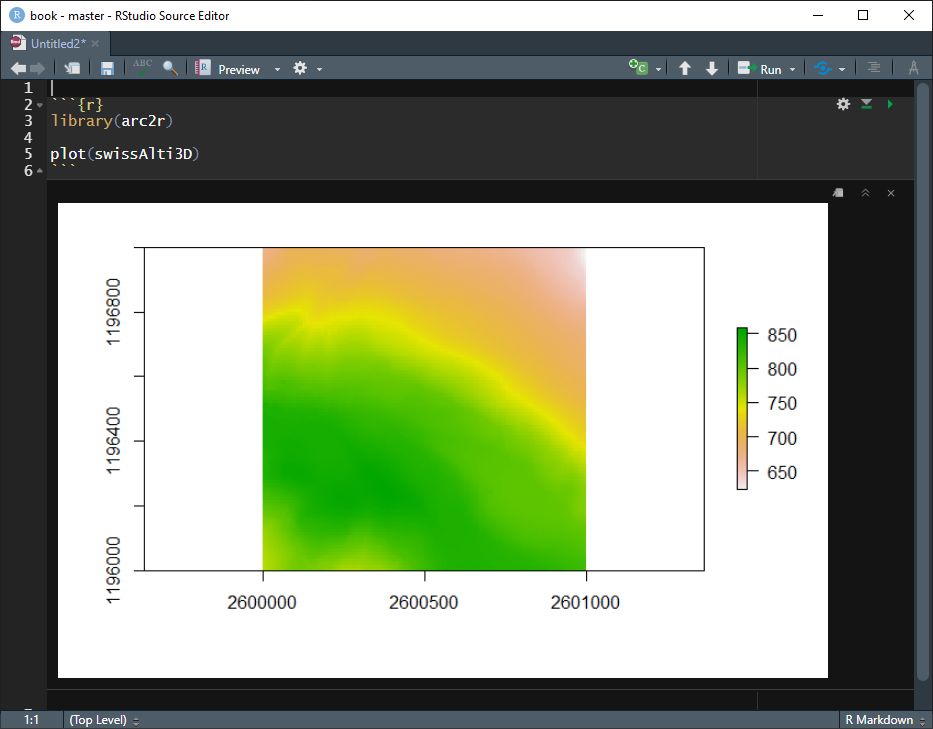 book - master - RStudio Source Editor
Untitled2*
ABC Preview Run
1
2 ```{r}
3 library(arc2r)
4
5 plot(swissAlti3D)
6 ```
1196800
1196400
1196000
2600000 2600500 2601000
850
800
750
700
650
1:1 (Top Level) R Markdown